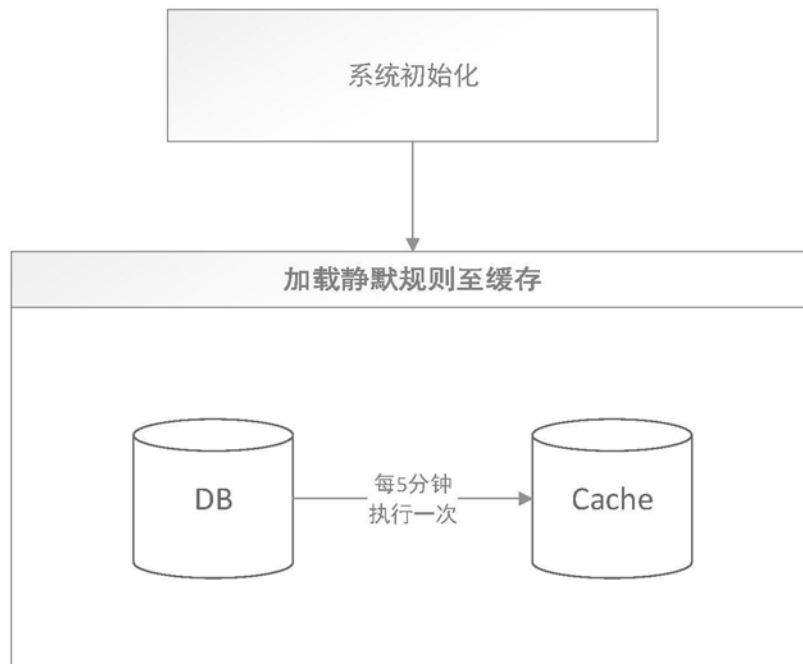 系统初始化
加载静默规则至缓存
DB
每5分钟
执行一次
Cache